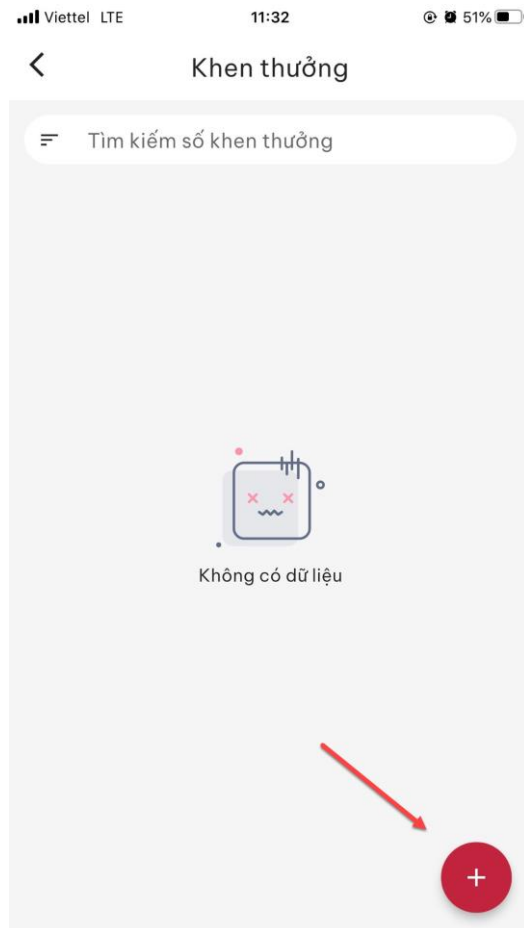 Viettel LTE 11:32 51%
Khen thưởng
Tìm kiếm số khen thưởng
Không có dữ liệu
+